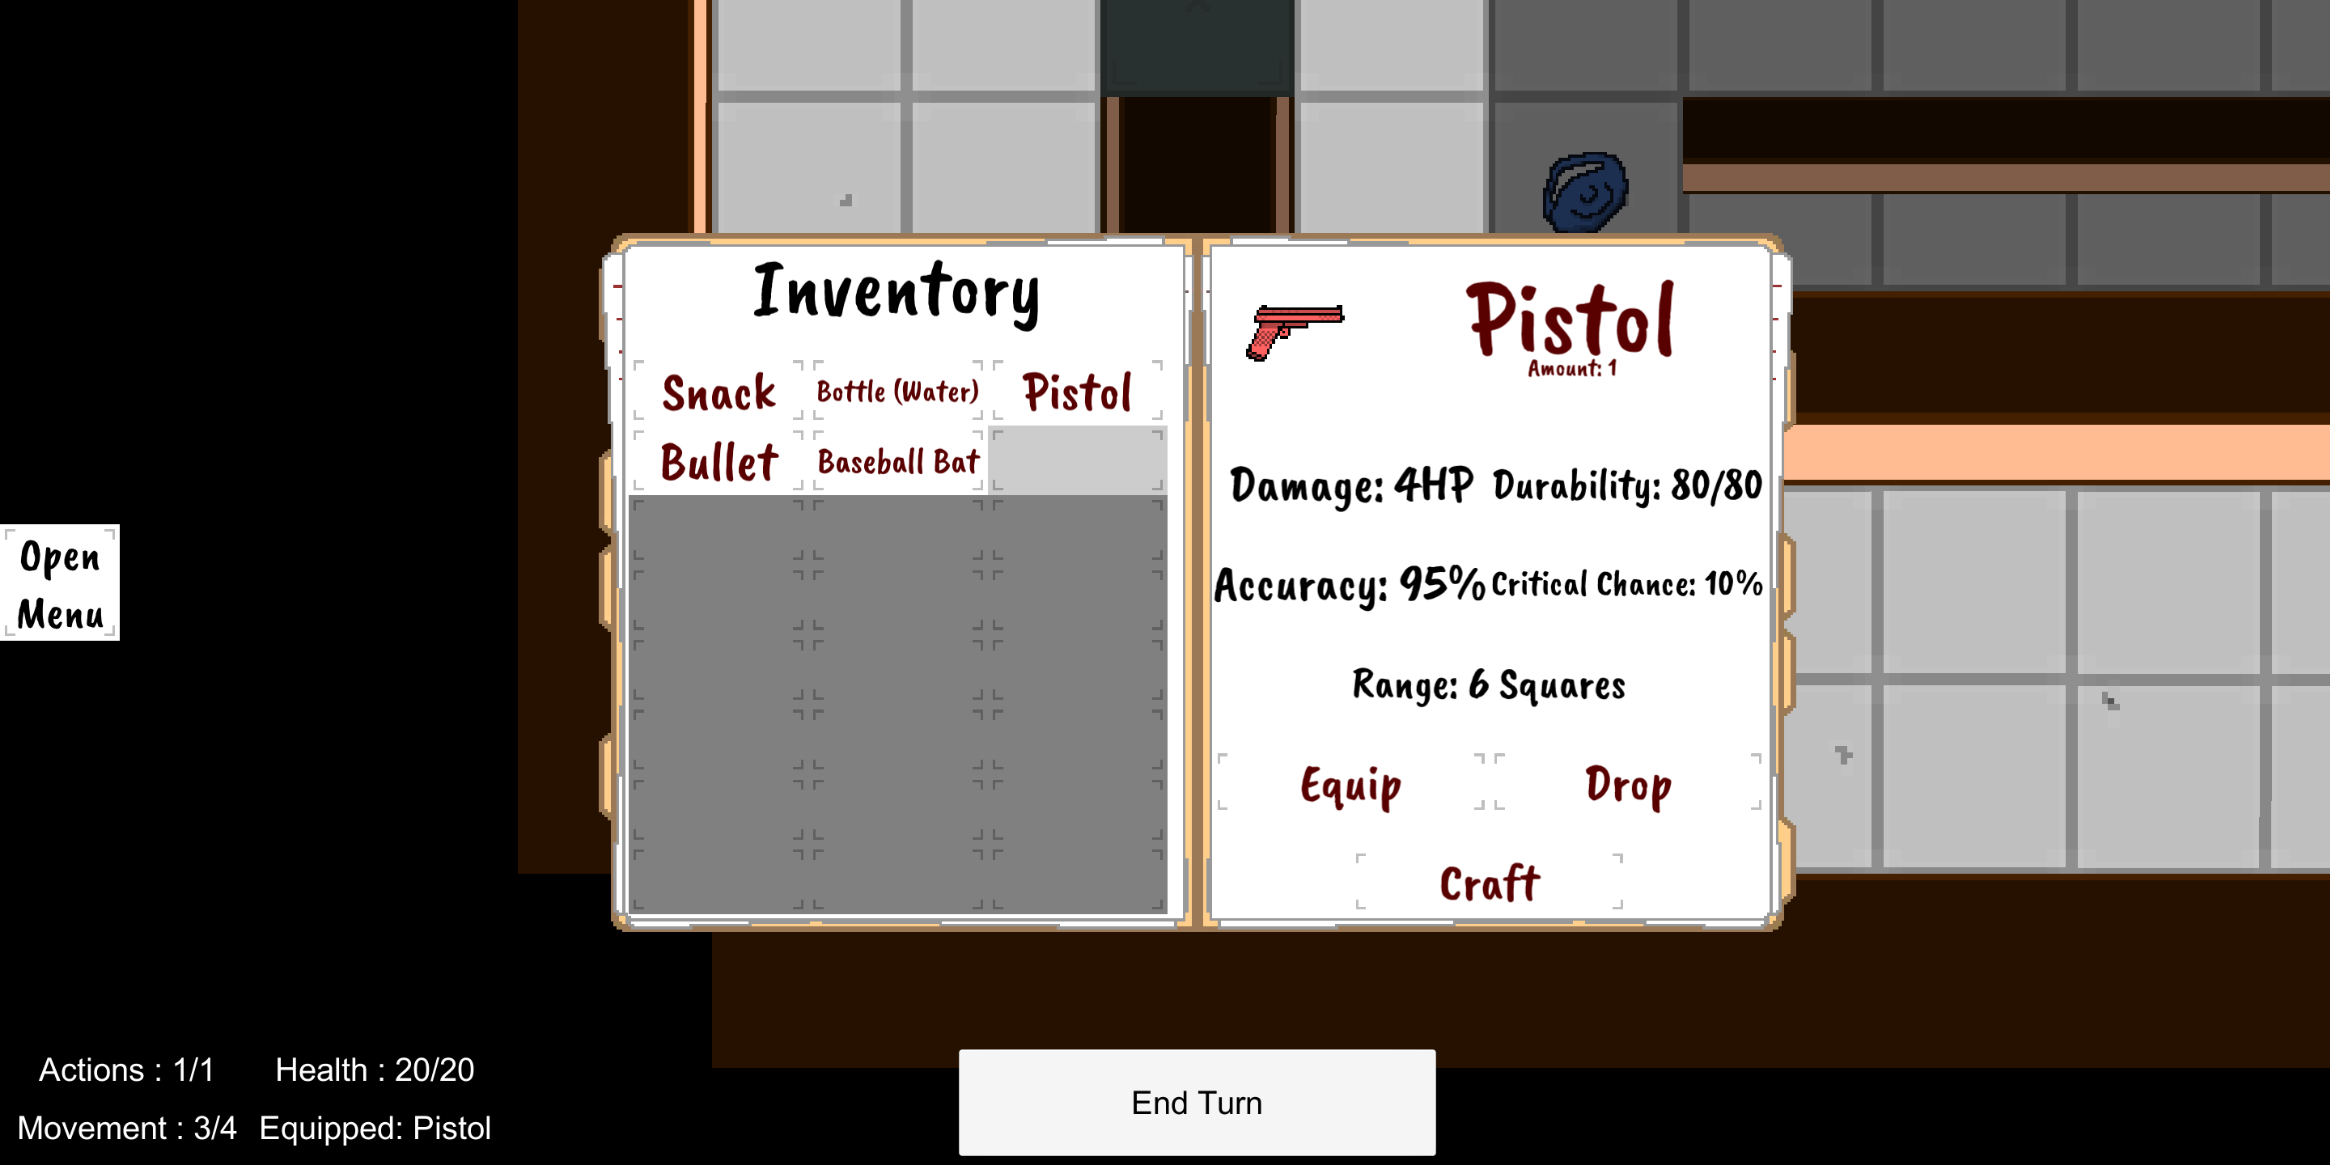 Inventory
Snack
Bottle (Water)
Pistol
Bullet
Baseball Bat
Pistol
Amount: 1
Damage: 4HP
Durability: 80/80
Accuracy: 95%
Critical Chance: 10%
Range: 6 Squares
Equip
Drop
Craft
Open
Menu
Actions : 1/1
Health : 20/20
Movement : 3/4
Equipped: Pistol
End Turn